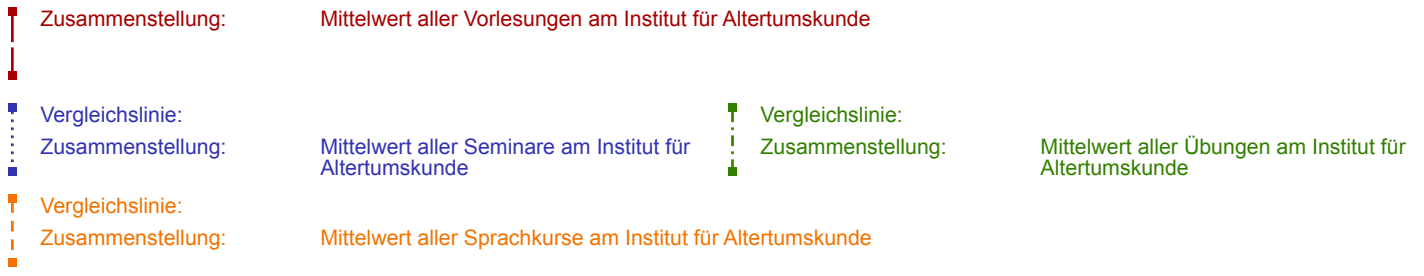 Zusammenstellung: Mittelwert aller Vorlesungen am Institut für Altertumskunde
Vergleichslinie:
Zusammenstellung: Mittelwert aller Seminare am Institut für
Altertumskunde
Vergleichslinie:
Zusammenstellung: Mittelwert aller Übungen am Institut für
Altertumskunde
Vergleichslinie:
Zusammenstellung: Mittelwert aller Sprachkurse am Institut für Altertumskunde